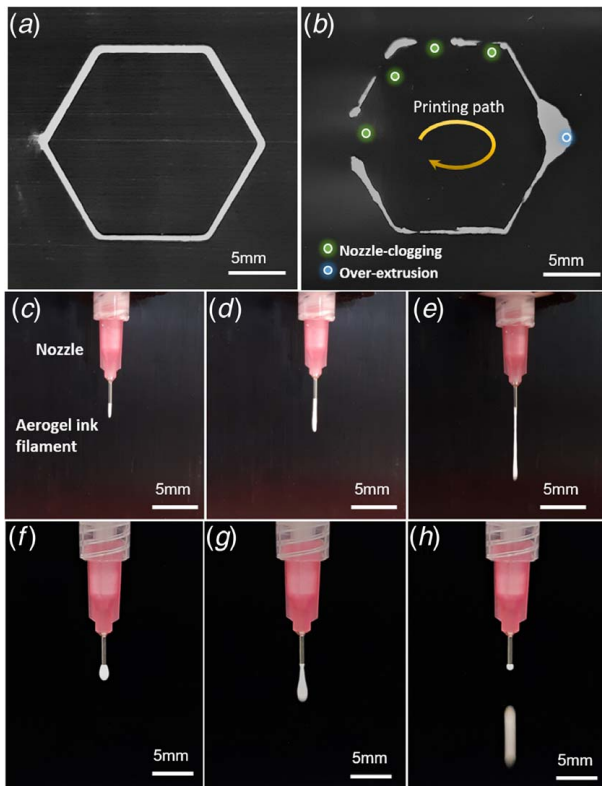 (a)
(b)
Printing path
Nozzle-clogging
Over-extrusion
5mm
5mm
(c)
(d)
(e)
Nozzle
Aerogel ink
filament
5mm
5mm
5mm
(f)
(g)
(h)
5mm
5mm
5mm